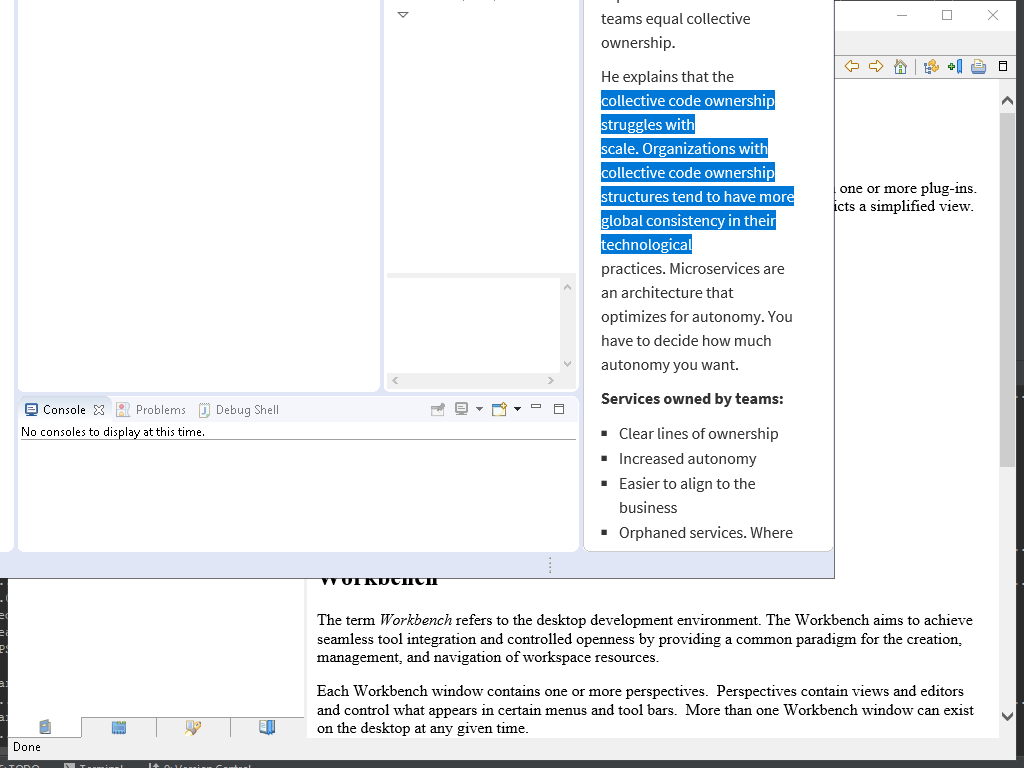 teams equal collective
ownership.
He explains that the
collective code ownership
struggles with
scale. Organizations with
collective code ownership
structures tend to have more
global consistency in their
technological
practices. Microservices are
an architecture that
optimizes for autonomy. You
have to decide how much
autonomy you want.
Services owned by teams:
Clear lines of ownership
Increased autonomy
Easier to align to the
business
Orphaned services. Where
one or more plug-ins.
icts a simplified view.
Console
Problems
Debug Shell
No consoles to display at this time.
Workbench
The term Workbench refers to the desktop development environment. The Workbench aims to achieve
seamless tool integration and controlled openness by providing a common paradigm for the creation,
management, and navigation of workspace resources.
Each Workbench window contains one or more perspectives.  Perspectives contain views and editors
and control what appears in certain menus and tool bars.  More than one Workbench window can exist
on the desktop at any given time.
Done
TODO
Terminal
9: Version Control